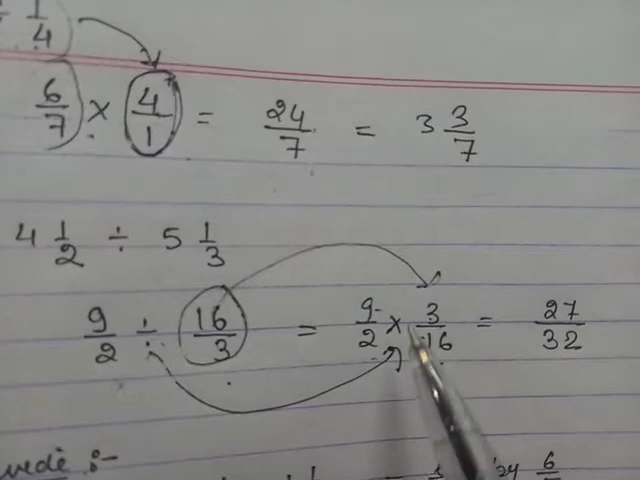 ÷ 1/4
6/7 × 4/1 = 24/7 = 3 3/7
4 1/2 ÷ 5 1/3
9/2 ÷ 16/3 = 9/2 × 3/16 = 27/32
:-
6